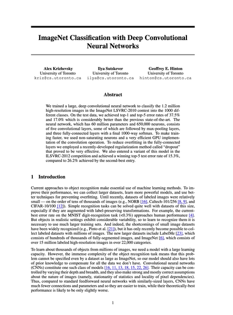 ImageNet Classification with Deep Convolutional
Neural Networks
Alex Krizhevsky
University of Toronto
kriz@cs.utoronto.ca
Ilya Sutskever
University of Toronto
ilya@cs.utoronto.ca
Geoffrey E. Hinton
University of Toronto
hinton@cs.utoronto.ca
Abstract
We trained a large, deep convolutional neural network to classify the 1.2 million
high-resolution images in the ImageNet LSVRC-2010 contest into the 1000 dif-
ferent classes. On the test data, we achieved top-1 and top-5 error rates of 37.5%
and 17.0% which is considerably better than the previous state-of-the-art. The
neural network, which has 60 million parameters and 650,000 neurons, consists
of five convolutional layers, some of which are followed by max-pooling layers,
and three fully-connected layers with a final 1000-way softmax. To make train-
ing faster, we used non-saturating neurons and a very efficient GPU implemen-
tation of the convolution operation. To reduce overfitting in the fully-connected
layers we employed a recently-developed regularization method called "dropout"
that proved to be very effective. We also entered a variant of this model in the
ILSVRC-2012 competition and achieved a winning top-5 test error rate of 15.3%,
compared to 26.2% achieved by the second-best entry.
1 Introduction
Current approaches to object recognition make essential use of machine learning methods. To im-
prove their performance, we can collect larger datasets, learn more powerful models, and use bet-
ter techniques for preventing overfitting. Until recently, datasets of labeled images were relatively
small — on the order of tens of thousands of images (e.g., NORB [16], Caltech-101/256 [8, 9], and
CIFAR-10/100 [12]). Simple recognition tasks can be solved quite well with datasets of this size,
especially if they are augmented with label-preserving transformations. For example, the current-
best error rate on the MNIST digit-recognition task (<0.3%) approaches human performance [4].
But objects in realistic settings exhibit considerable variability, so to learn to recognize them it is
necessary to use much larger training sets. And indeed, the shortcomings of small image datasets
have been widely recognized (e.g., Pinto et al. [21]), but it has only recently become possible to col-
lect labeled datasets with millions of images. The new larger datasets include LabelMe [23], which
consists of hundreds of thousands of fully-segmented images, and ImageNet [6], which consists of
over 15 million labeled high-resolution images in over 22,000 categories.
To learn about thousands of objects from millions of images, we need a model with a large learning
capacity. However, the immense complexity of the object recognition task means that this prob-
lem cannot be specified even by a dataset as large as ImageNet, so our model should also have lots
of prior knowledge to compensate for all the data we don't have. Convolutional neural networks
(CNNs) constitute one such class of models [16, 11, 13, 18, 15, 22, 26]. Their capacity can be con-
trolled by varying their depth and breadth, and they also make strong and mostly correct assumptions
about the nature of images (namely, stationarity of statistics and locality of pixel dependencies).
Thus, compared to standard feedforward neural networks with similarly-sized layers, CNNs have
much fewer connections and parameters and so they are easier to train, while their theoretically-best
performance is likely to be only slightly worse.